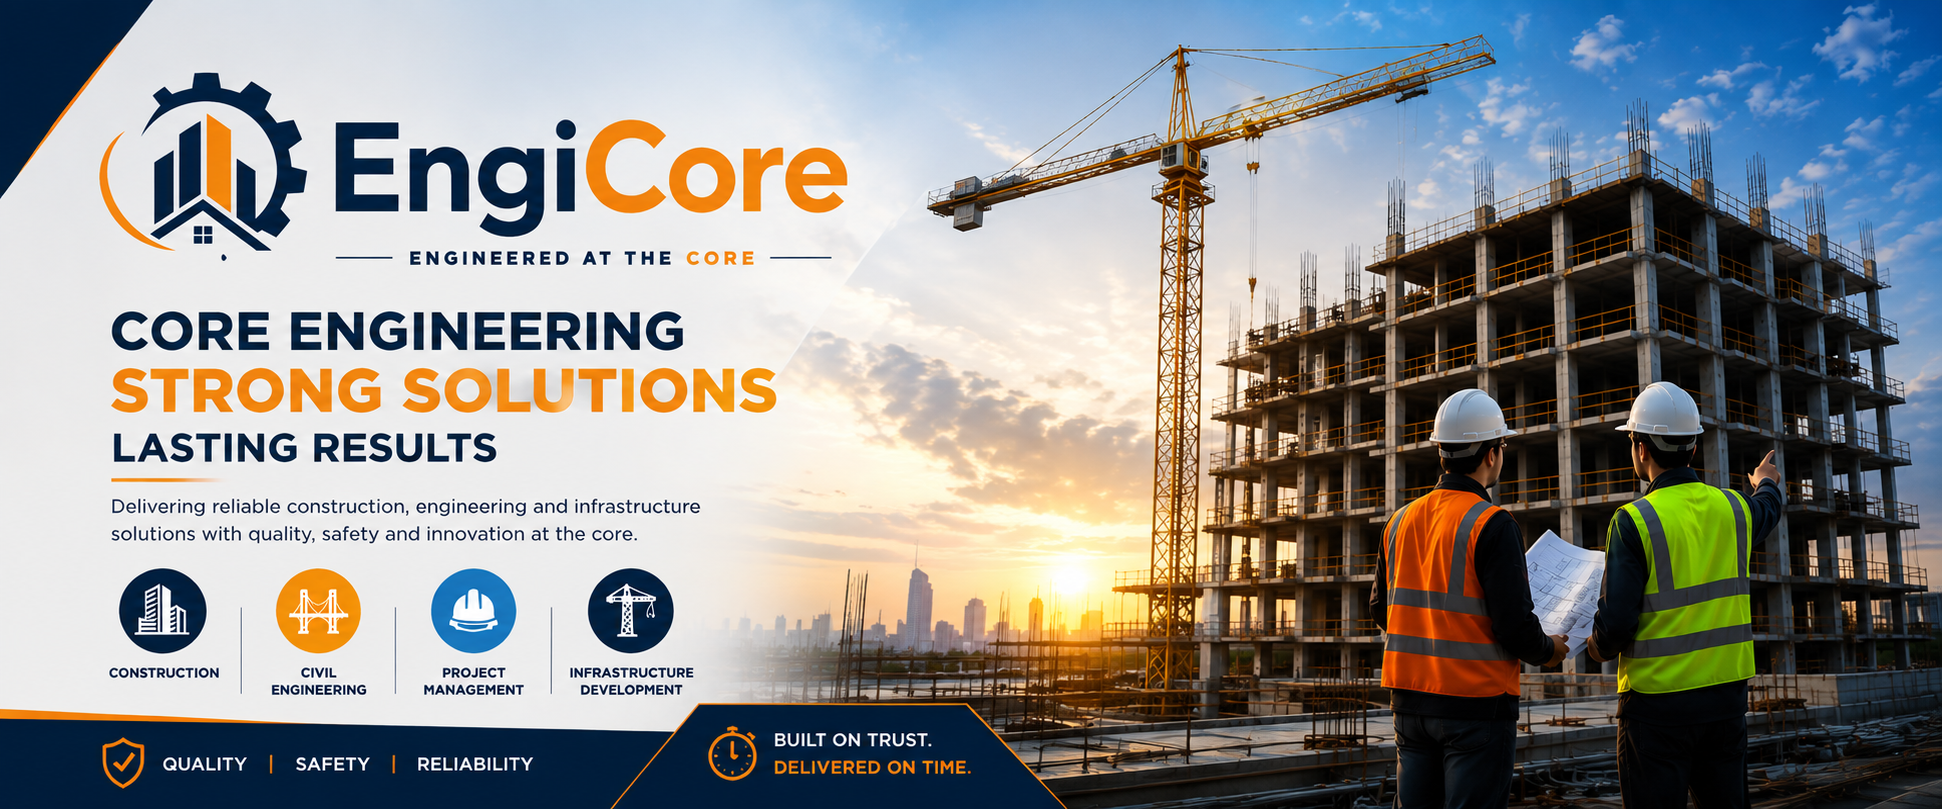 EngiCore
ENGINEERED AT THE CORE
CORE ENGINEERING
STRONG SOLUTIONS
LASTING RESULTS
Delivering reliable construction, engineering and infrastructure
solutions with quality, safety and innovation at the core.
CONSTRUCTION
CIVIL
ENGINEERING
PROJECT
MANAGEMENT
INFRASTRUCTURE
DEVELOPMENT
QUALITY | SAFETY | RELIABILITY
BUILT ON TRUST.
DELIVERED ON TIME.